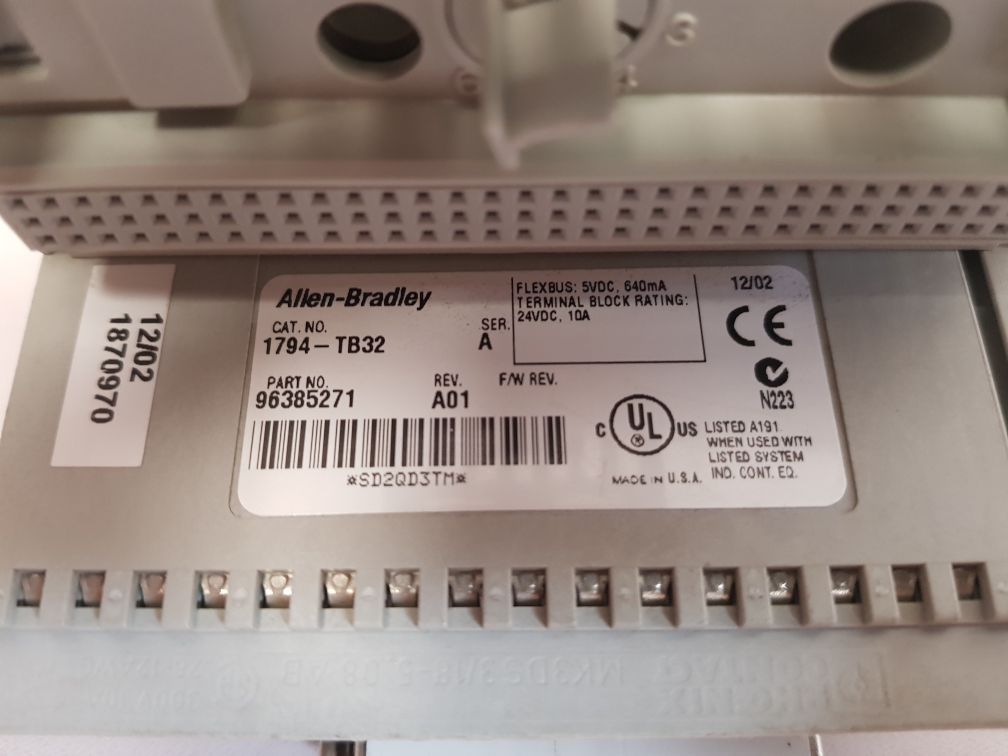 3
12/02
1870970
Allen-Bradley
CAT. NO.
1794-TB32
SER.
A
FLEXBUS: 5VDC, 640mA
TERMINAL BLOCK RATING:
24VDC, 10A
12/02
CE
N223
PART NO.
96385271
REV.
A01
F/W REV.
*SD2QD3TM*
C UL US
LISTED A191
WHEN USED WITH
LISTED SYSTEM
IND. CONT. EQ.
MADE IN U.S.A.